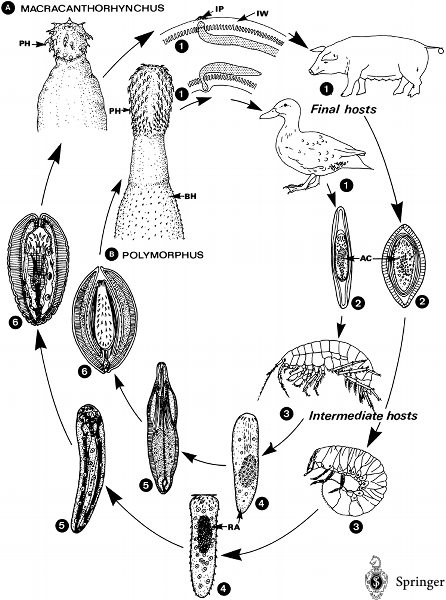 A MACRACANTHORHYNCHUS
IP
IW
PH
1
1
1
Final hosts
PH
1
BH
B POLYMORPHUS
AC
2
2
6
6
3
Intermediate hosts
5
4
3
5
RA
4
Springer